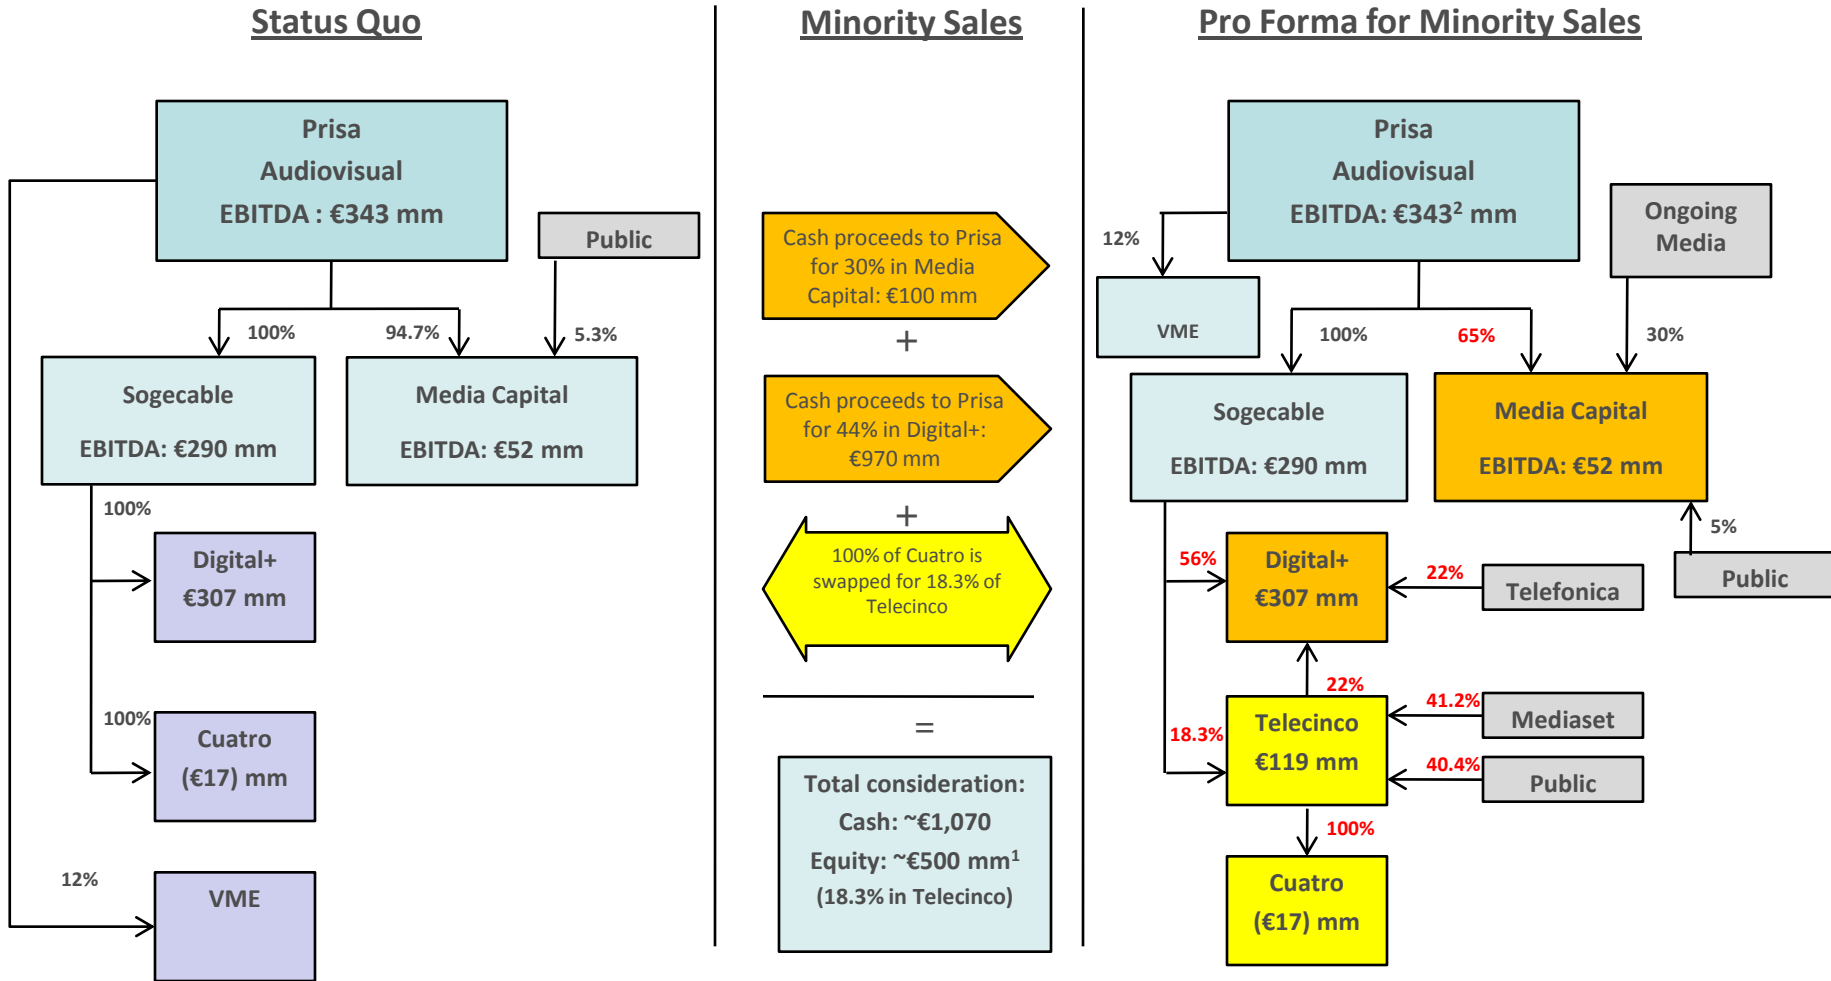 Status Quo
Prisa
Audiovisual
EBITDA : €343 mm
Public
100%
94.7%
5.3%
Sogecable
EBITDA: €290 mm
Media Capital
EBITDA: €52 mm
100%
Digital+
€307 mm
100%
Cuatro
(€17) mm
12%
VME
Minority Sales
Cash proceeds to Prisa
for 30% in Media
Capital: €100 mm
+
Cash proceeds to Prisa
for 44% in Digital+:
€970 mm
+
100% of Cuatro is
swapped for 18.3% of
Telecinco
=
Total consideration:
Cash: ~€1,070
Equity: ~€500 mm¹
(18.3% in Telecinco)
Pro Forma for Minority Sales
Prisa
Audiovisual
EBITDA: €343² mm
Ongoing
Media
12%
VME
100%
65%
30%
Sogecable
EBITDA: €290 mm
Media Capital
EBITDA: €52 mm
5%
Public
56%
Digital+
€307 mm
22%
Telefonica
22%
18.3%
Telecinco
€119 mm
41.2%
Mediaset
40.4%
Public
100%
Cuatro
(€17) mm